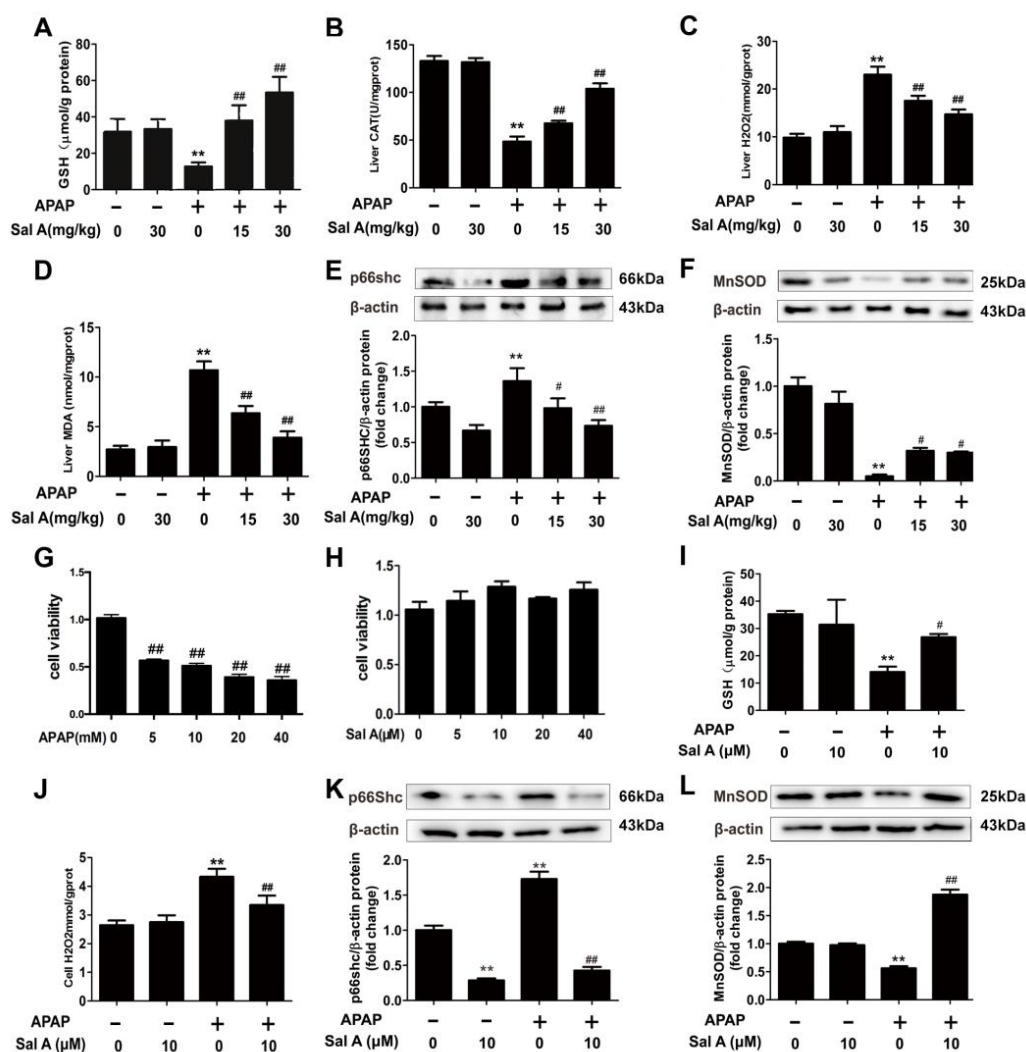 A
GSH (μmol/g protein)
80
60
40
20
0
**
##
##
APAP − − + + +
Sal A(mg/kg) 0 30 0 15 30
B
Liver CAT(U/mgprot)
150
100
50
0
**
##
##
APAP − − + + +
Sal A(mg/kg) 0 30 0 15 30
C
Liver H2O2(mmol/gprot)
30
20
10
0
**
##
##
APAP − − + + +
Sal A(mg/kg) 0 30 0 15 30
D
Liver MDA (nmol/mgprot)
15
10
5
0
**
##
##
APAP − − + + +
Sal A(mg/kg) 0 30 0 15 30
E
p66shc 66kDa
β-actin 43kDa
p66SHC/β-actin protein
(fold change)
2.0
1.5
1.0
0.5
0.0
**
#
##
APAP − − + + +
Sal A(mg/kg) 0 30 0 15 30
F
MnSOD 25kDa
β-actin 43kDa
MnSOD/β-actin protein
(fold change)
1.5
1.0
0.5
0.0
**
#
#
APAP − − + + +
Sal A(mg/kg) 0 30 0 15 30
G
cell viability
1.5
1.0
0.5
0.0
##
##
##
##
APAP(mM) 0 5 10 20 40
H
cell viability
1.5
1.0
0.5
0.0
Sal A(μM) 0 5 10 20 40
I
GSH (μmol/g protein)
50
40
30
20
10
0
**
#
APAP − − + +
Sal A (μM) 0 10 0 10
J
Cell H2O2mmol/gprot
6
5
4
3
2
1
0
**
##
APAP − − + +
Sal A (μM) 0 10 0 10
K
p66Shc 66kDa
β-actin 43kDa
p66shc/β-actin protein
(fold change)
2.0
1.5
1.0
0.5
0.0
**
**
##
APAP − − + +
Sal A (μM) 0 10 0 10
L
MnSOD 25kDa
β-actin 43kDa
MnSOD/β-actin protein
(fold change)
2.5
2.0
1.5
1.0
0.5
0.0
**
##
APAP − − + +
Sal A (μM) 0 10 0 10